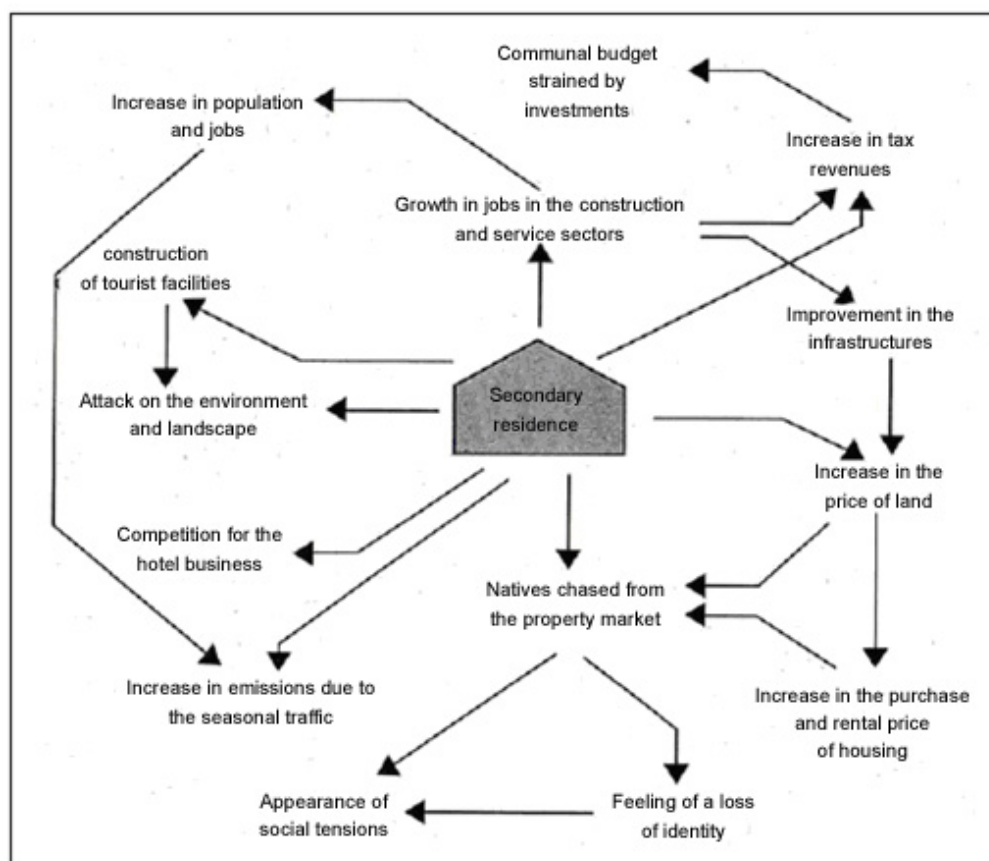 Communal budget
strained by
investments
Increase in population
and jobs
Increase in tax
revenues
Growth in jobs in the construction
and service sectors
construction
of tourist facilities
Improvement in the
infrastructures
Secondary
residence
Attack on the environment
and landscape
Increase in the
price of land
Competition for the
hotel business
Natives chased from
the property market
Increase in emissions due to
the seasonal traffic
Increase in the purchase
and rental price
of housing
Appearance of
social tensions
Feeling of a loss
of identity